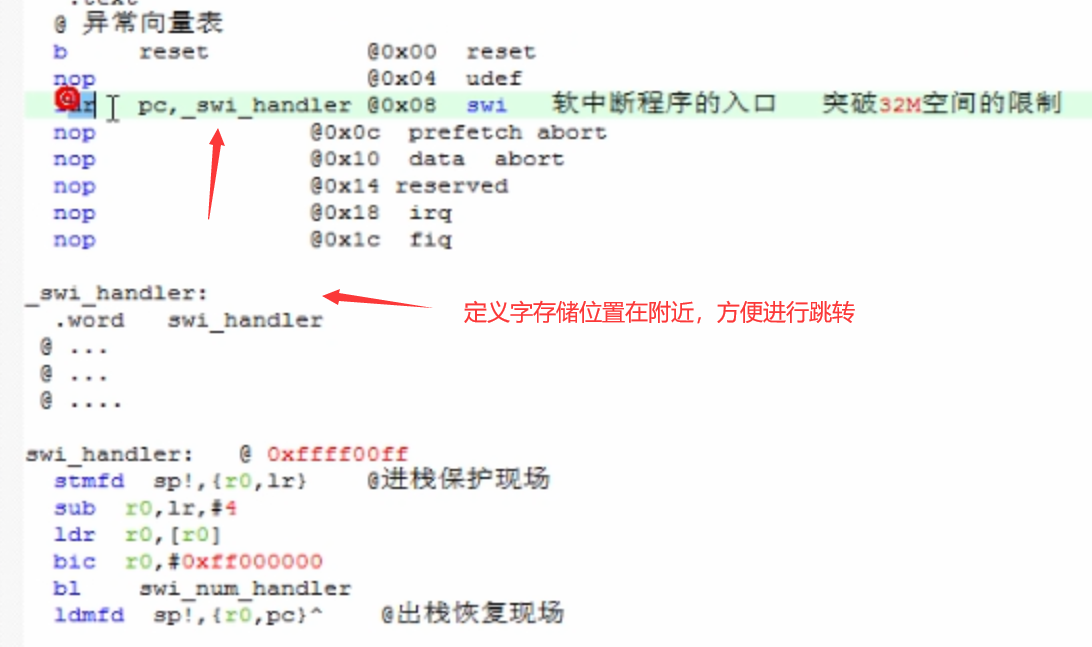 .text
@ 异常向量表
b reset @0x00 reset
nop @0x04 udef
pc,_swi_handler @0x08 swi 软中断程序的入口 突破32M空间的限制
nop @0x0c prefetch abort
nop @0x10 data abort
nop @0x14 reserved
nop @0x18 irq
nop @0x1c fiq
_swi_handler:
定义字存储位置在附近，方便进行跳转
.word swi_handler
@ ...
@ ...
@ ....
swi_handler: @ 0xffff00ff
stmfd sp!,{r0,lr} @进栈保护现场
sub r0,lr,#4
ldr r0,[r0]
bic r0,#0xff000000
bl swi_num_handler
ldmfd sp!,{r0,pc}^ @出栈恢复现场